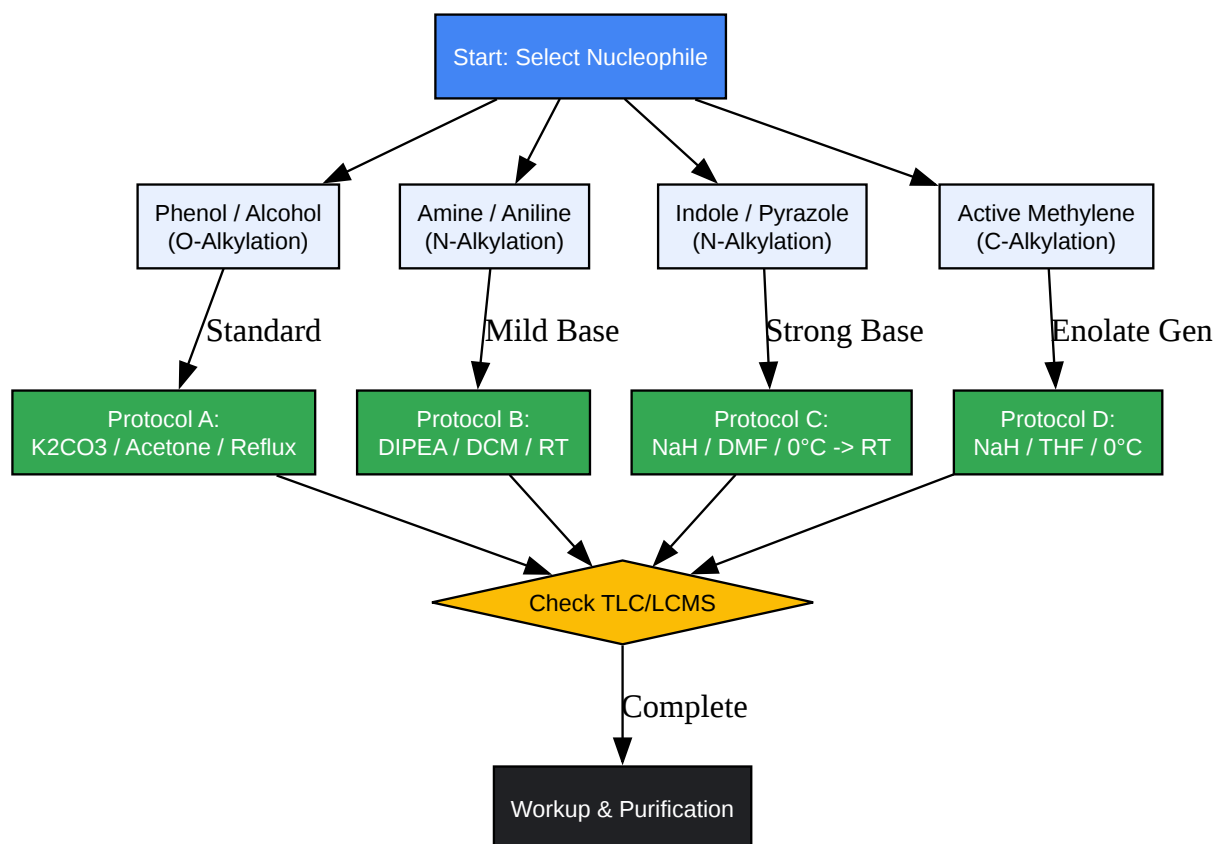 Start: Select Nucleophile
Phenol / Alcohol
(O-Alkylation)
Amine / Aniline
(N-Alkylation)
Indole / Pyrazole
(N-Alkylation)
Active Methylene
(C-Alkylation)
Standard
Mild Base
Strong Base
Enolate Gen
Protocol A:
K2CO3 / Acetone / Reflux
Protocol B:
DIPEA / DCM / RT
Protocol C:
NaH / DMF / 0°C -> RT
Protocol D:
NaH / THF / 0°C
Check TLC/LCMS
Complete
Workup & Purification